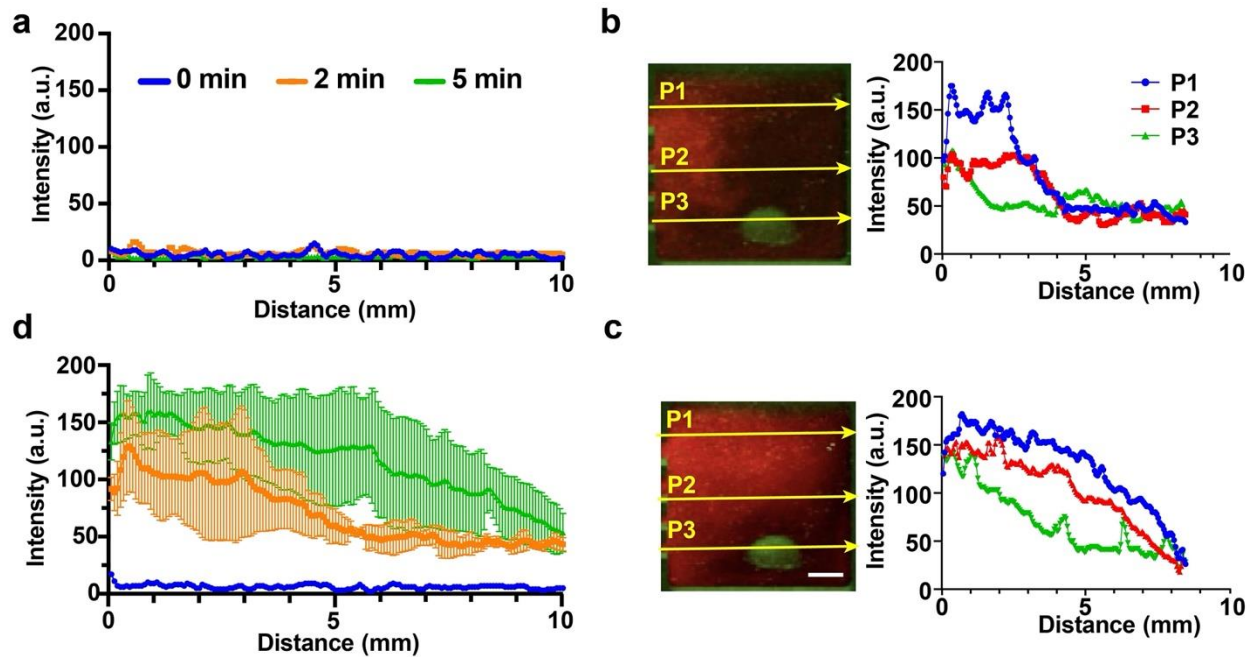 a
200
150
100
50
0
Intensity (a.u.)
0 min 2 min 5 min
0 5 10
Distance (mm)
b
P1
P2
P3
200
150
100
50
0
Intensity (a.u.)
P1
P2
P3
0 5 10
Distance (mm)
d
200
150
100
50
0
Intensity (a.u.)
0 5 10
Distance (mm)
c
P1
P2
P3
200
150
100
50
0
Intensity (a.u.)
0 5 10
Distance (mm)